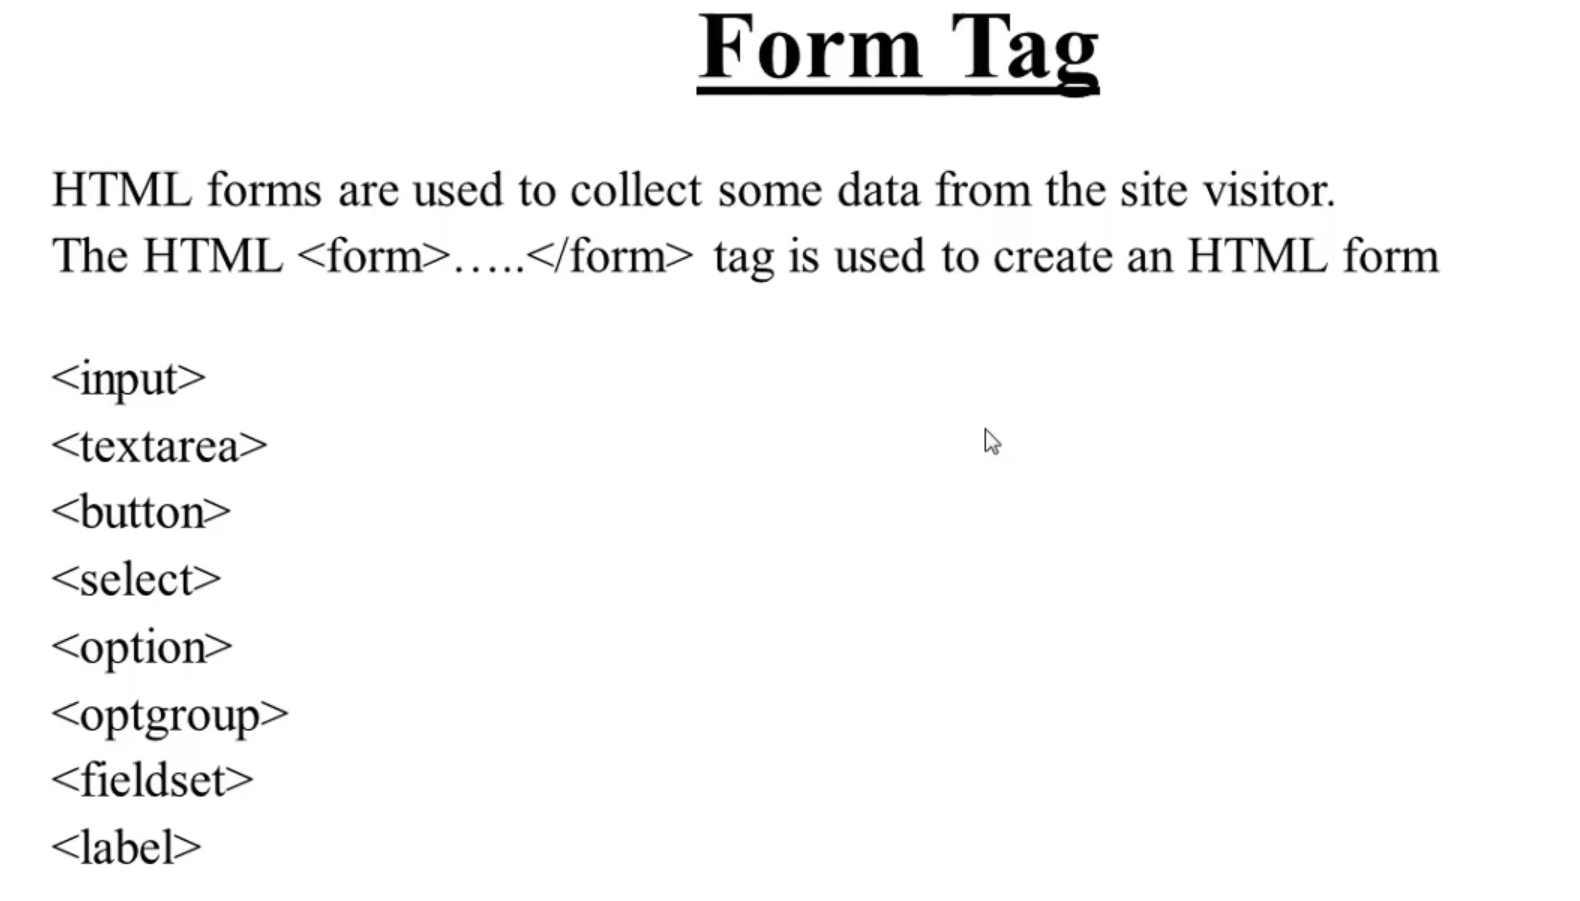 Form Tag
HTML forms are used to collect some data from the site visitor.
The HTML <form>…..</form> tag is used to create an HTML form
<input>
<textarea>
<button>
<select>
<option>
<optgroup>
<fieldset>
<label>